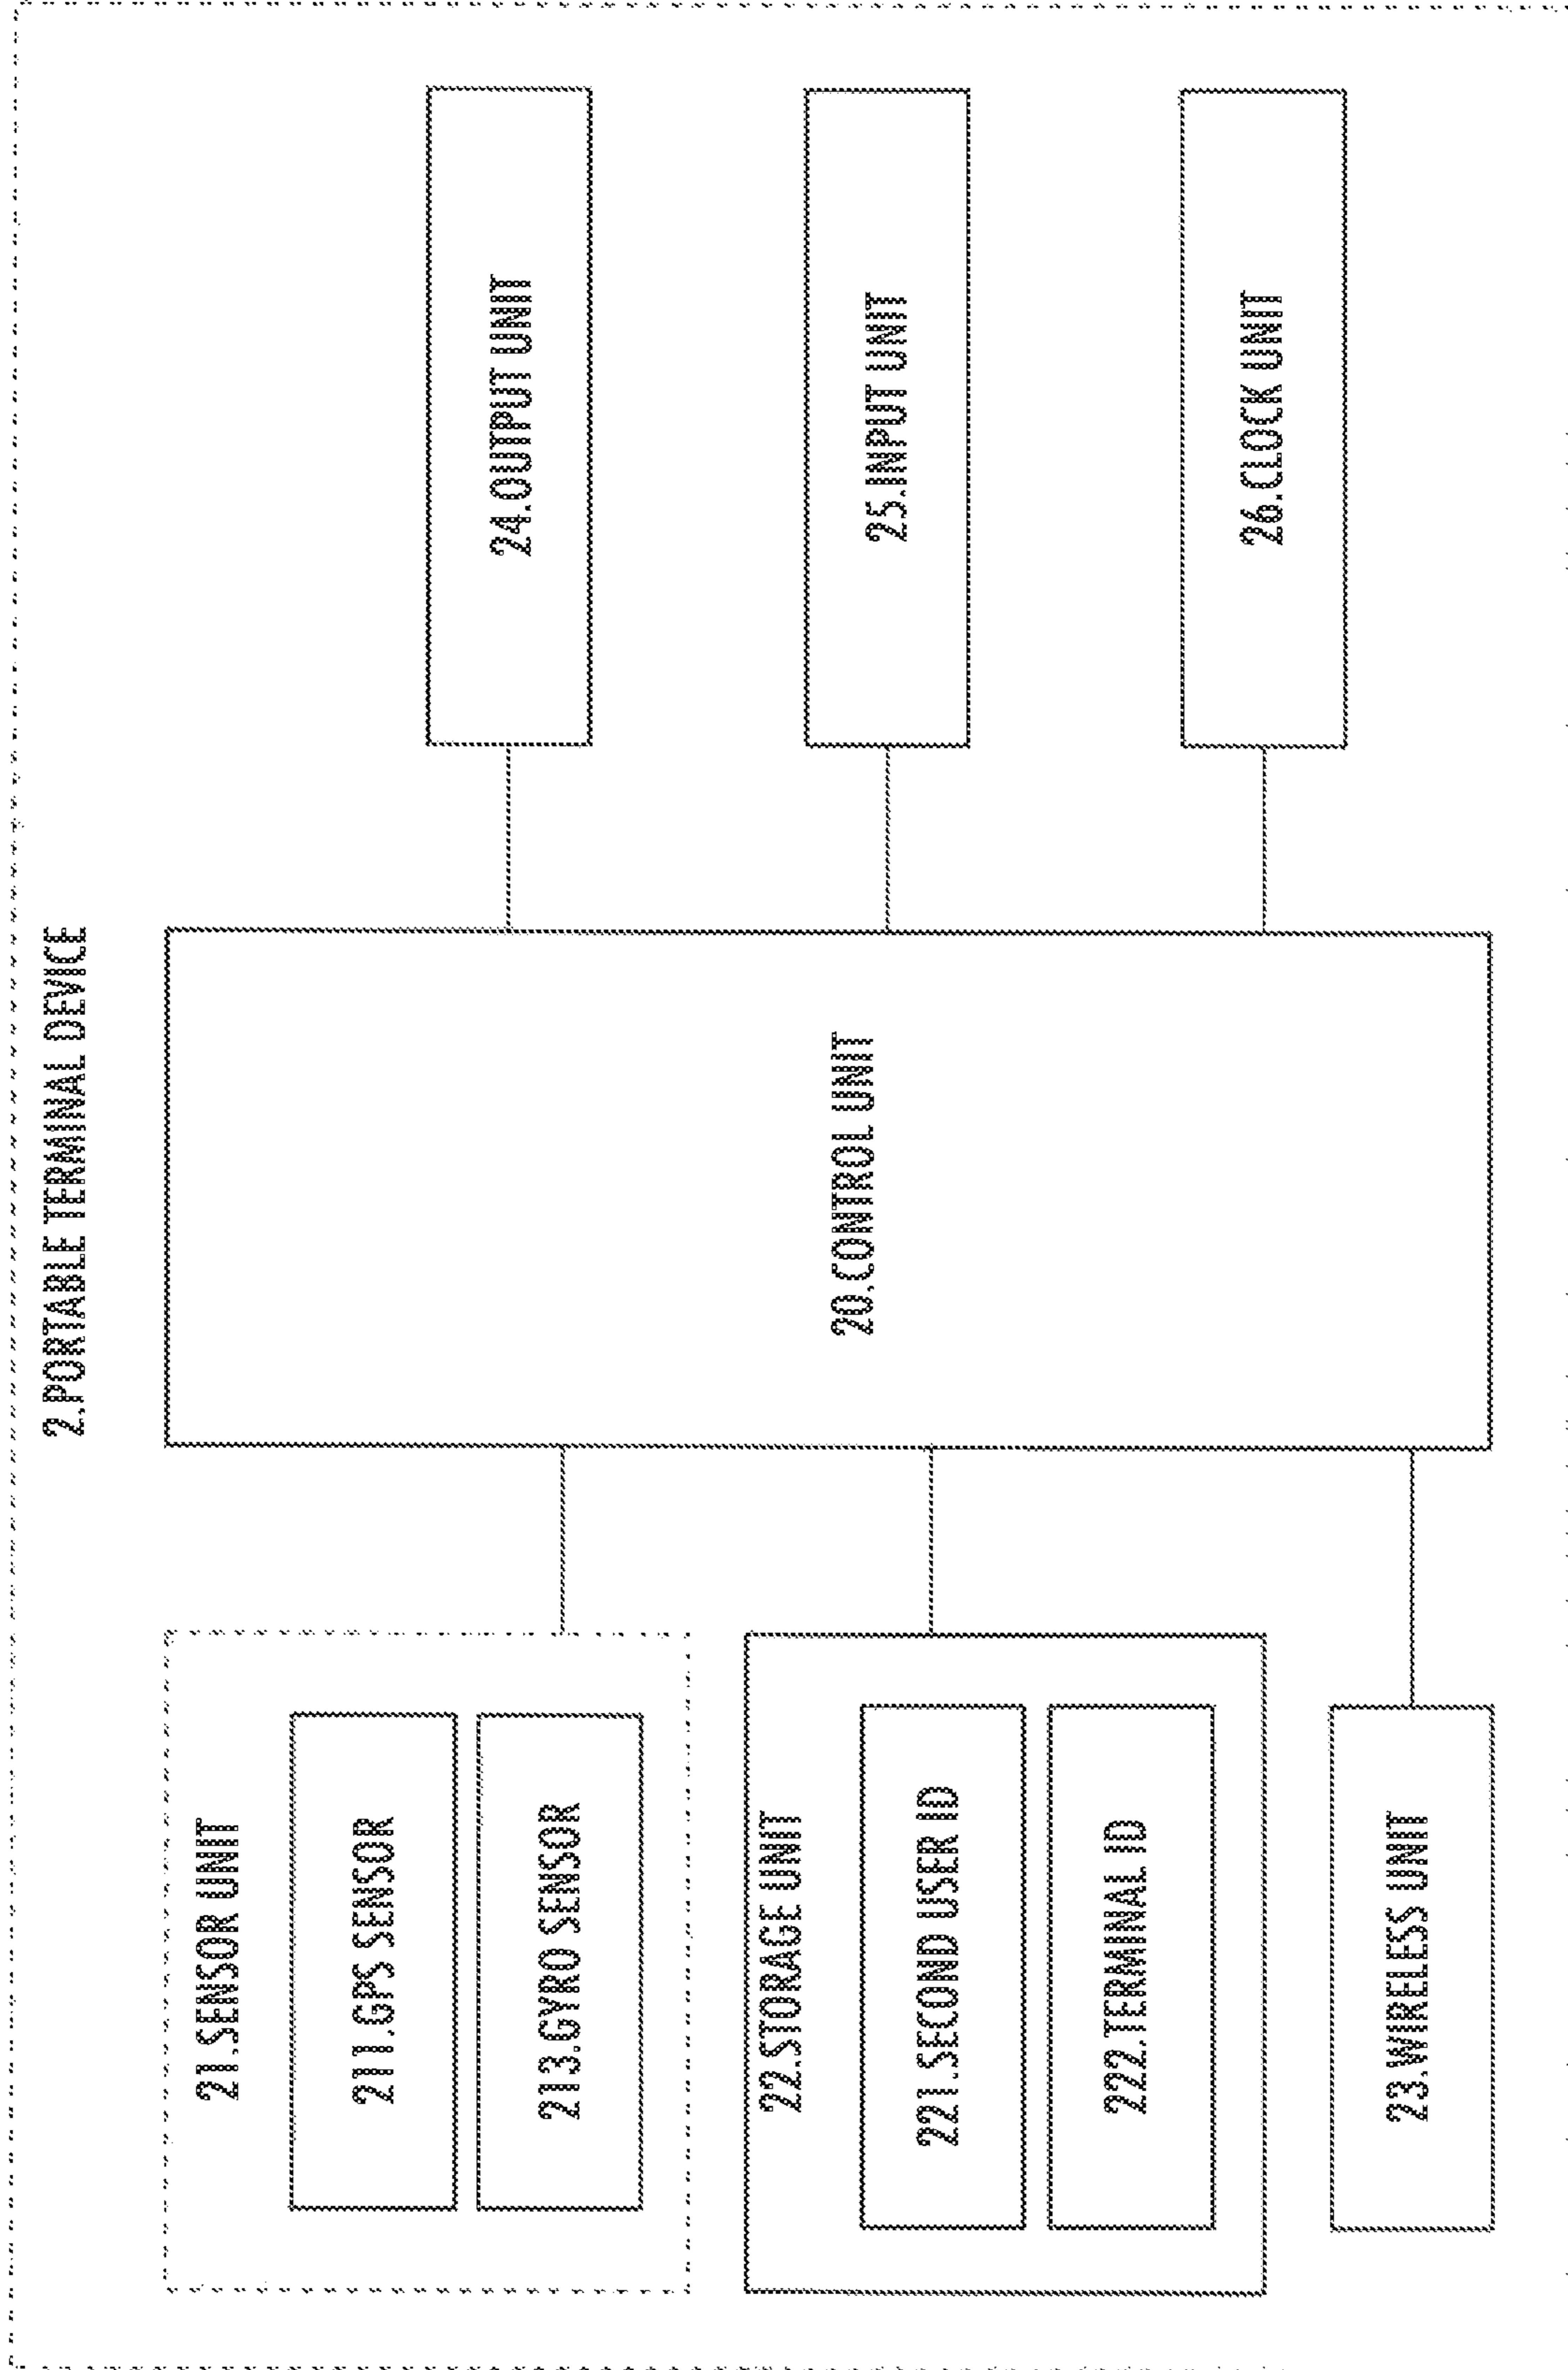 2.PORTABLE TERMINAL DEVICE
21.SENSOR UNIT
211.GPS SENSOR
213.GYRO SENSOR
22.STORAGE UNIT
221.SECOND USER ID
222.TERMINAL ID
23.WIRELESS UNIT
20.CONTROL UNIT
24.OUTPUT UNIT
25.INPUT UNIT
26.CLOCK UNIT